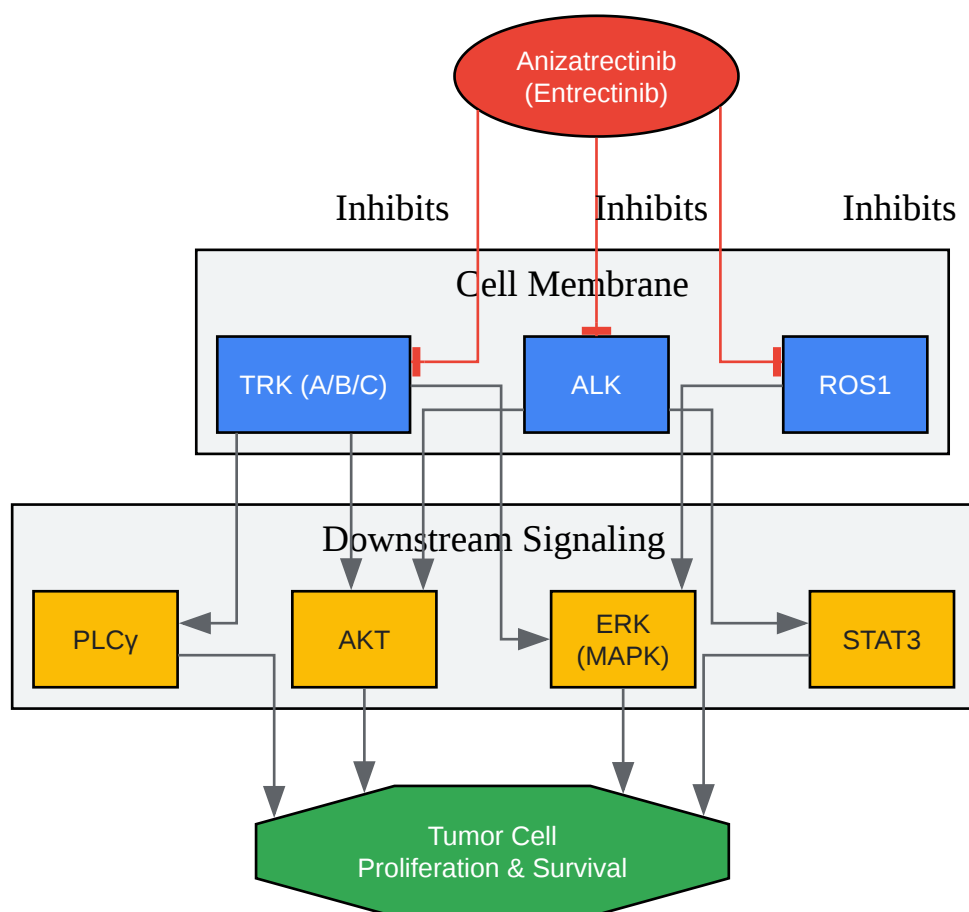 Anizatrectinib
(Entrectinib)
Inhibits
Inhibits
Inhibits
Cell Membrane
TRK (A/B/C)
ALK
ROS1
Downstream Signaling
PLCγ
AKT
ERK
(MAPK)
STAT3
Tumor Cell
Proliferation & Survival